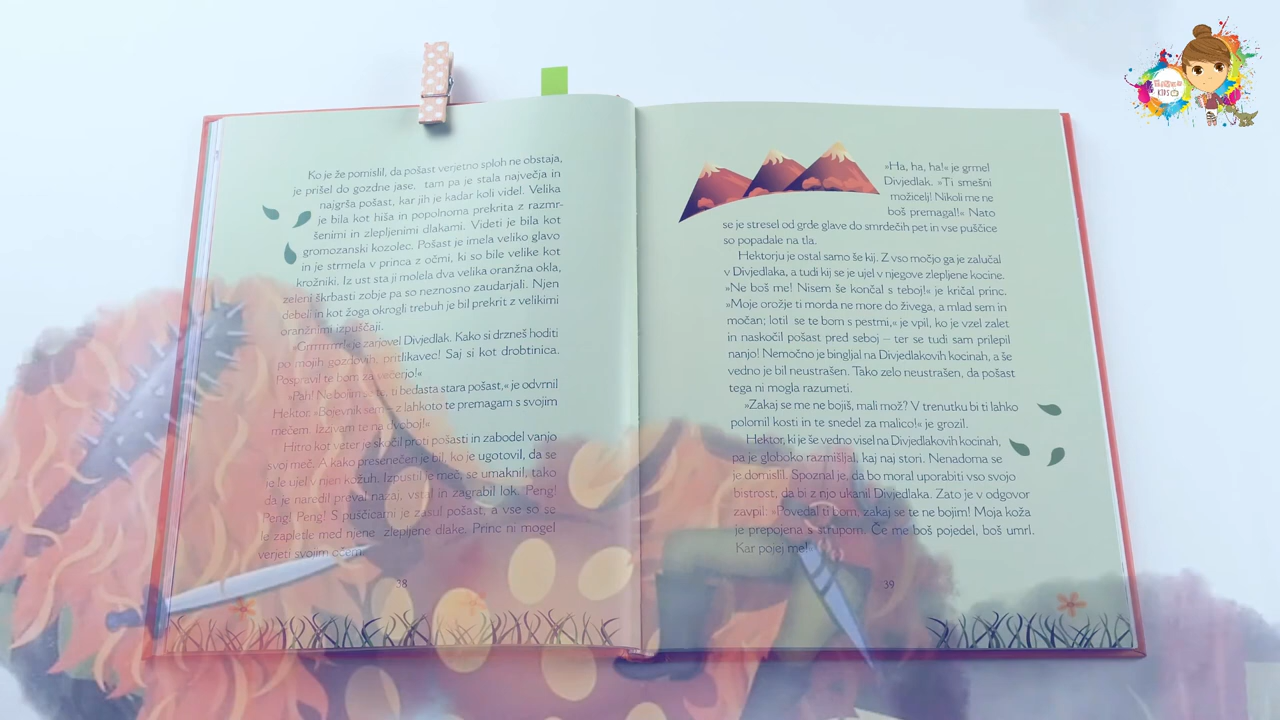 Ko je že pomislil, da pošast verjetno sploh ne obstaja,
je prišel do gozdne jase, tam pa je stala največja in
najgrša pošast, kar jih je kadar koli videl. Velika
je bila kot hiša in popolnoma prekrita z razmr-
šenimi in zlepljenimi dlakami. Videti je bila kot
gromozanski kozolec. Pošast je imela veliko glavo
in je strmela v princa z očmi, ki so bile velike kot
krožniki. Iz ust sta ji molela dva velika oranžna okla,
zeleni škrbasti zobje pa so neznosno zaudarjali. Njen
debeli in kot žoga okrogli trebuh je bil prekrit z velikimi
oranžnimi izpuščaji.
»Grrrrrrrr!« je zarjovel Divjedlak. Kako si drzneš hoditi
po mojih gozdovih, pritlikavec! Saj si kot drobtinica.
Pospravil te bom za večerjo!«
»Pah! Ne bojim se te, ti bedasta stara pošast,« je odvrnil
Hektor. »Bojevnik sem – z lahkoto te premagam s svojim
mečem. Izzivam te na dvoboj!«
Hitro kot veter je skočil proti pošasti in zabodel vanjo
svoj meč. A kako presenečen je bil, ko je ugotovil, da se
je le ujel v njen kožuh. Izpustil je meč, se umaknil, tako
da je naredil preval nazaj, vstal in zagrabil lok. Peng!
Peng! Peng! S puščicami je zasul pošast, a vse so se
le zapletle med njene zlepljene dlake. Princ ni mogel
verjeti svojim očem.
38
»Ha, ha, ha!« je grmel
Divjedlak. »Ti smešni
možicelj! Nikoli me ne
boš premagal!« Nato
se je stresel od grde glave do smrdečih pet in vse puščice
so popadale na tla.
Hektorju je ostal samo še kij. Z vso močjo ga je zalučal
v Divjedlaka, a tudi kij se je ujel v njegove zlepljene kocine.
»Ne boš me! Nisem še končal s teboj!« je kričal princ.
»Moje orožje ti morda ne more do živega, a mlad sem in
močan; lotil se te bom s pestmi,« je vpil, ko je vzel zalet
in naskočil pošast pred seboj – ter se tudi sam prilepil
nanjo! Nemočno je bingljal na Divjedlakovih kocinah, a še
vedno je bil neustrašen. Tako zelo neustrašen, da pošast
tega ni mogla razumeti.
»Zakaj se me ne bojiš, mali mož? V trenutku bi ti lahko
polomil kosti in te snedel za malico!« je grozil.
Hektor, ki je še vedno visel na Divjedlakovih kocinah,
pa je globoko razmišljal, kaj naj stori. Nenadoma se
je domislil. Spoznal je, da bo moral uporabiti vso svojo
bistrost, da bi z njo ukanil Divjedlaka. Zato je v odgovor
zavpil: »Povedal ti bom, zakaj se te ne bojim! Moja koža
je prepojena s strupom. Če me boš pojedel, boš umrl.
Kar pojej me!«
39